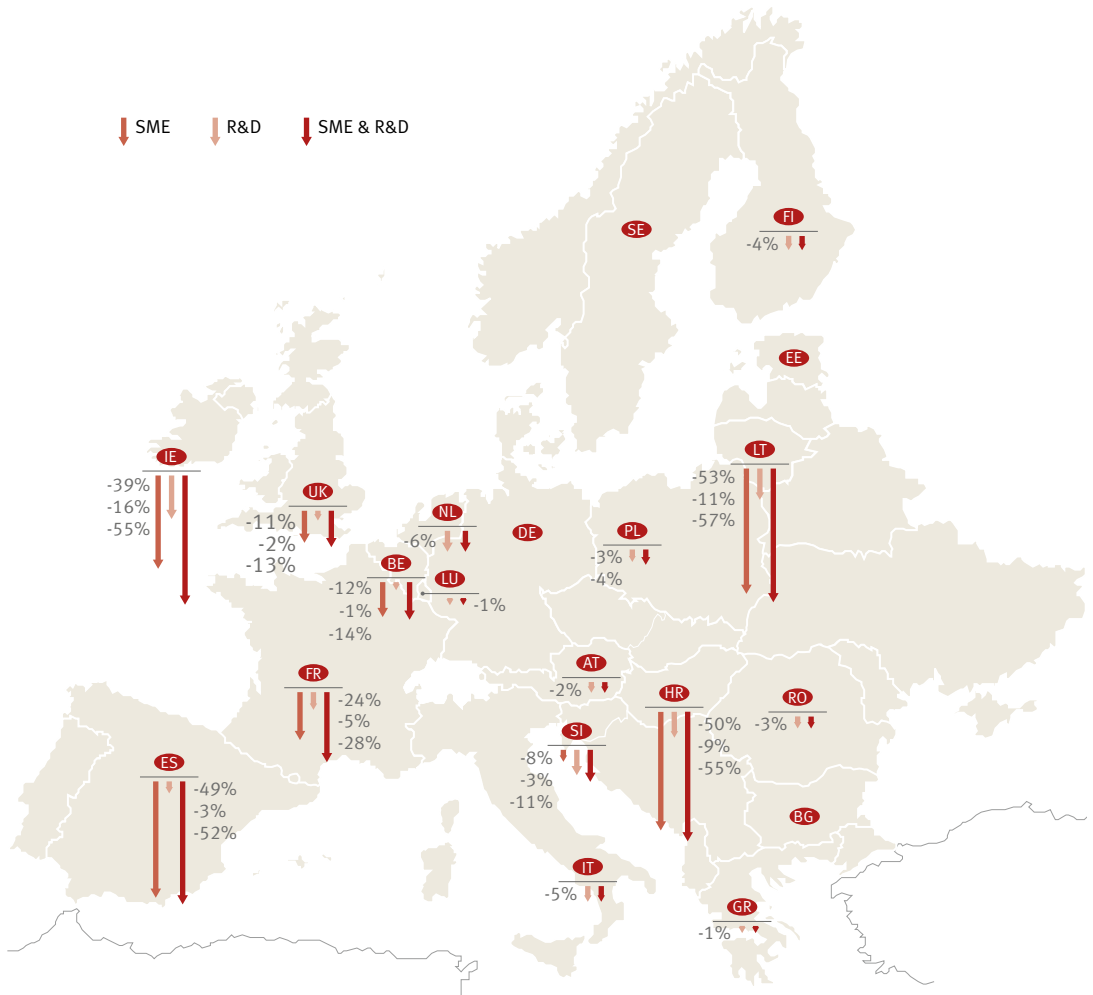 SME
R&D
SME & R&D
FI
-4%
SE
EE
IE
-39%
-16%
-55%
LT
-53%
-11%
-57%
UK
-11%
-2%
-13%
NL
-6%
DE
PL
-3%
-4%
BE
-12%
-1%
-14%
LU
-1%
AT
-2%
FR
-24%
-5%
-28%
HR
-50%
-9%
-55%
RO
-3%
SI
-8%
-3%
-11%
ES
-49%
-3%
-52%
BG
IT
-5%
GR
-1%